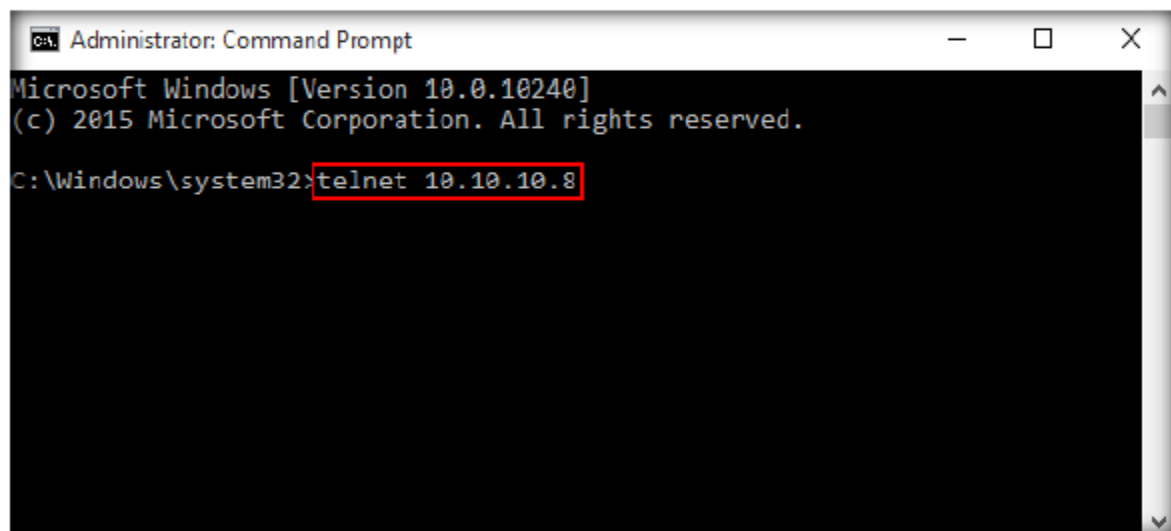 Administrator: Command Prompt
Microsoft Windows [Version 10.0.10240]
(c) 2015 Microsoft Corporation. All rights reserved.
C:\Windows\system32>telnet 10.10.10.8